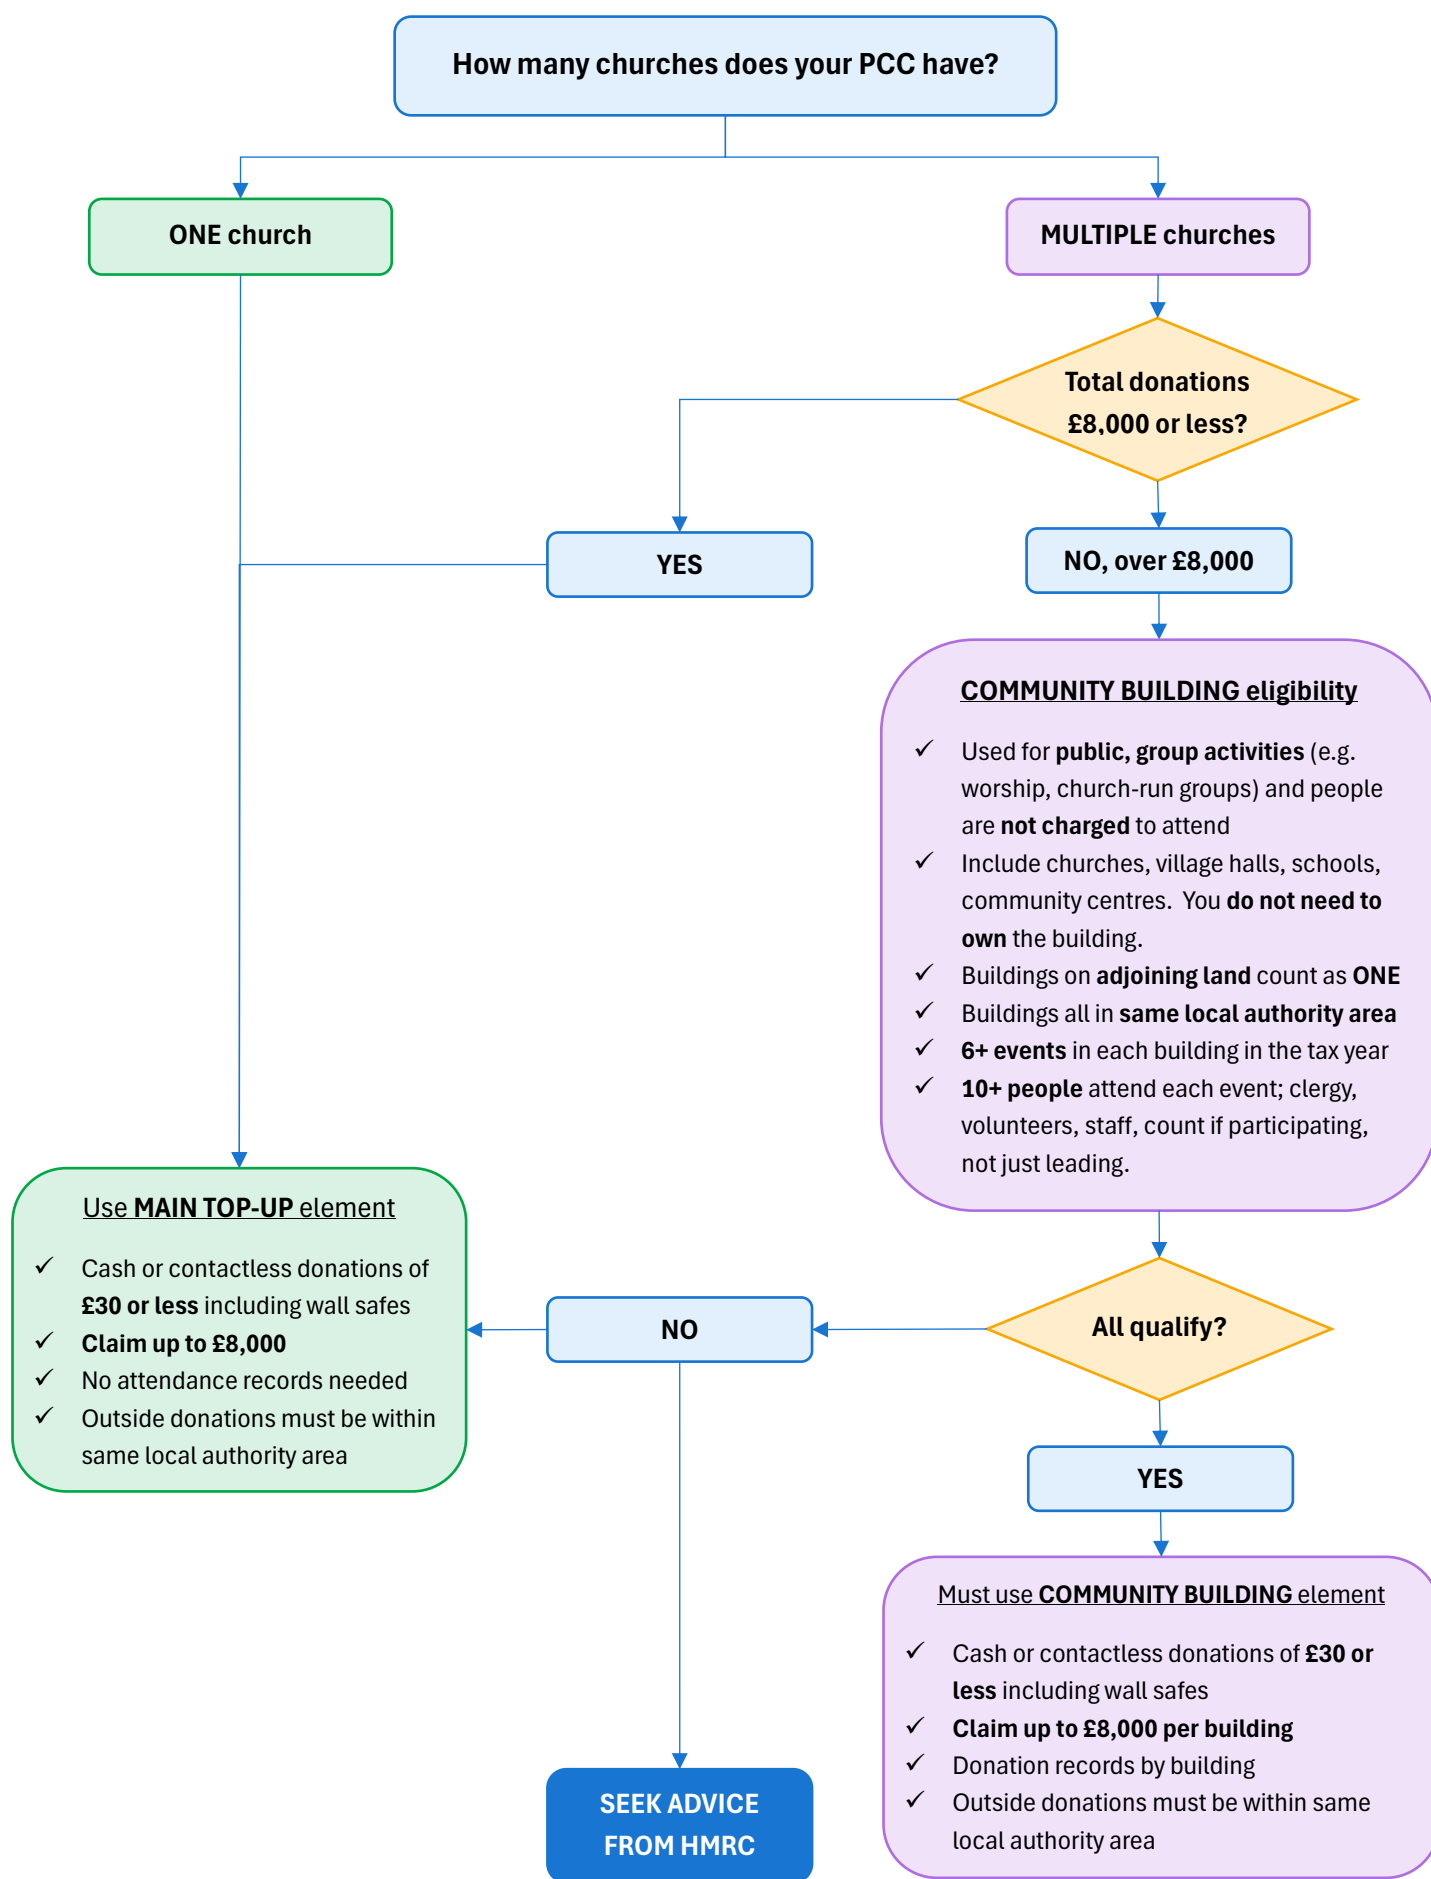 How many churches does your PCC have?
ONE church
MULTIPLE churches
Total donations
£8,000 or less?
YES
NO, over £8,000
COMMUNITY BUILDING eligibility
✓ Used for public, group activities (e.g.
worship, church-run groups) and people
are not charged to attend
✓ Include churches, village halls, schools,
community centres. You do not need to
own the building.
✓ Buildings on adjoining land count as ONE
✓ Buildings all in same local authority area
✓ 6+ events in each building in the tax year
✓ 10+ people attend each event; clergy,
volunteers, staff, count if participating,
not just leading.
Use MAIN TOP-UP element
✓ Cash or contactless donations of
£30 or less including wall safes
✓ Claim up to £8,000
✓ No attendance records needed
✓ Outside donations must be within
same local authority area
NO
All qualify?
YES
Must use COMMUNITY BUILDING element
✓ Cash or contactless donations of £30 or
less including wall safes
✓ Claim up to £8,000 per building
✓ Donation records by building
✓ Outside donations must be within same
local authority area
SEEK ADVICE
FROM HMRC